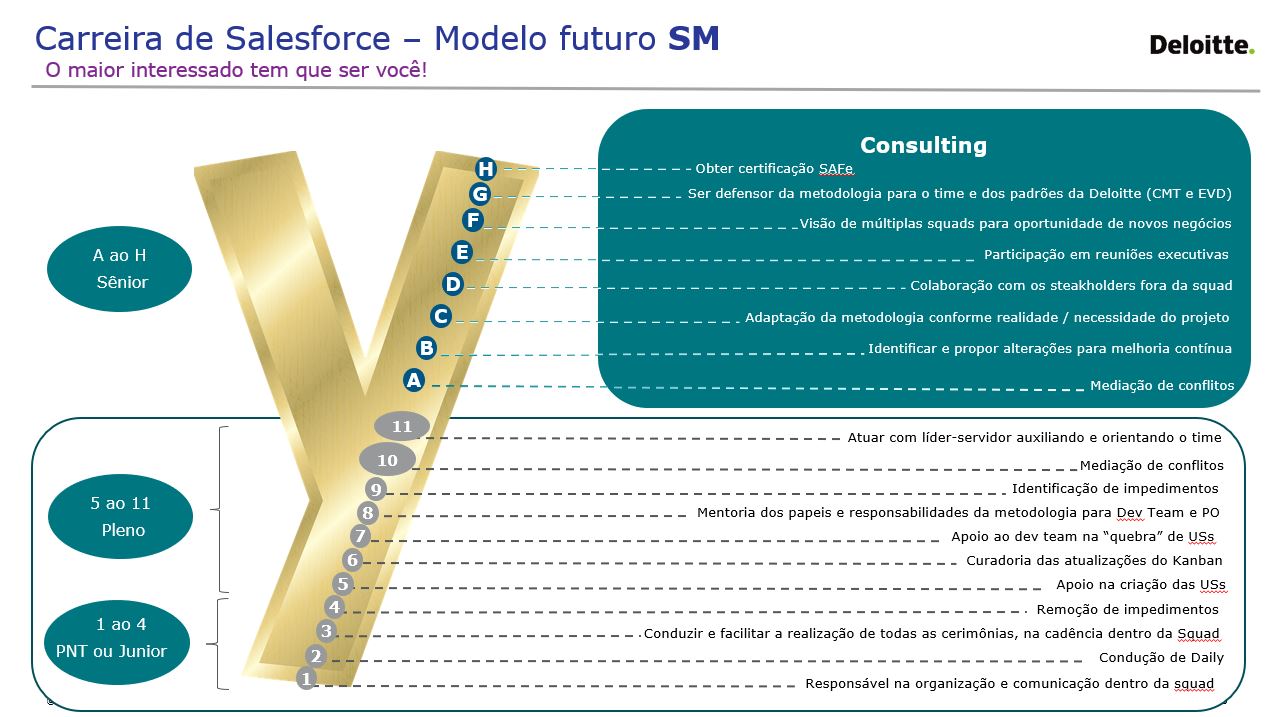 Carreira de Salesforce – Modelo futuro SM
O maior interessado tem que ser você!
Deloitte.
Consulting
H
Obter certificação SAFe
G
Ser defensor da metodologia para o time e dos padrões da Deloitte (CMT e EVD)
F
Visão de múltiplas squads para oportunidade de novos negócios
E
Participação em reuniões executivas
D
Colaboração com os steakholders fora da squad
C
Adaptação da metodologia conforme realidade / necessidade do projeto
B
Identificar e propor alterações para melhoria contínua
A
Mediação de conflitos
A ao H
Sênior
11
Atuar com líder-servidor auxiliando e orientando o time
10
Mediação de conflitos
9
Identificação de impedimentos
8
Mentoria dos papeis e responsabilidades da metodologia para Dev Team e PO
7
Apoio ao dev team na “quebra” de USs
6
Curadoria das atualizações do Kanban
5
Apoio na criação das USs
5 ao 11
Pleno
4
Remoção de impedimentos
3
Conduzir e facilitar a realização de todas as cerimônias, na cadência dentro da Squad
2
Condução de Daily
1
Responsável na organização e comunicação dentro da squad
1 ao 4
PNT ou Junior